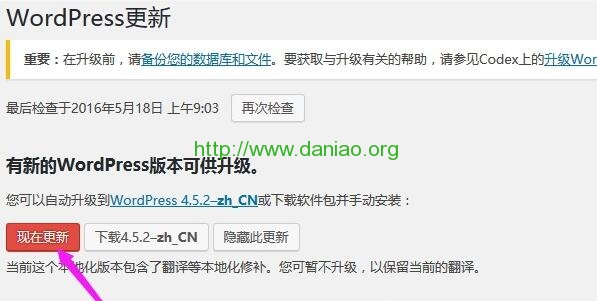 WordPress更新
重要：在升级前，请备份您的数据库和文件。要获取与升级有关的帮助，请参见Codex上的升级Wor
最后检查于2016年5月18日 上午9:03 再次检查
http://www.daniao.org
有新的WordPress版本可供升级。
您可以自动升级到WordPress 4.5.2–zh_CN或下载软件包并手动安装：
现在更新 下载4.5.2–zh_CN 隐藏此更新
当前这个本地化版本包含了翻译等本地化修补。您可暂不升级，以保留当前的翻译。